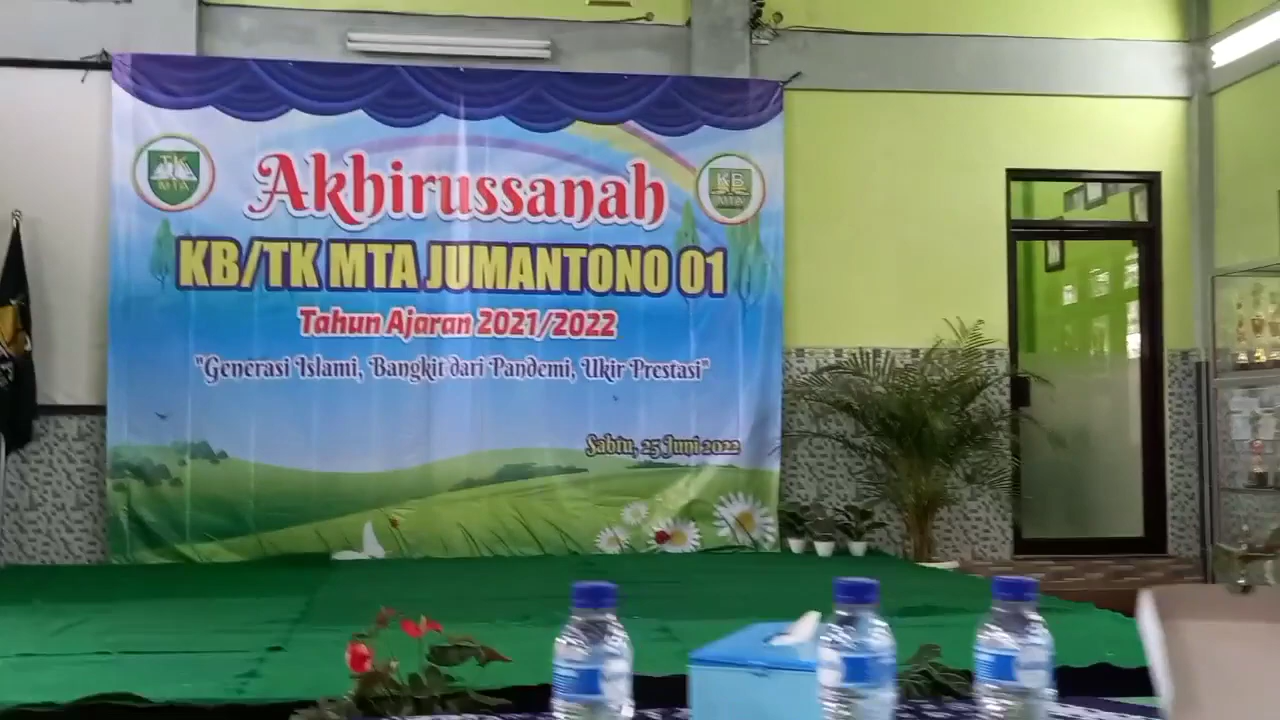 Akhirussanah
TK
MTA
KB
MTA
KB/TK MTA JUMANTONO 01
Tahun Ajaran 2021/2022
"Generasi Islami, Bangkit dari Pandemi, Ukir Prestasi"
Sabtu, 25 Juni 2022